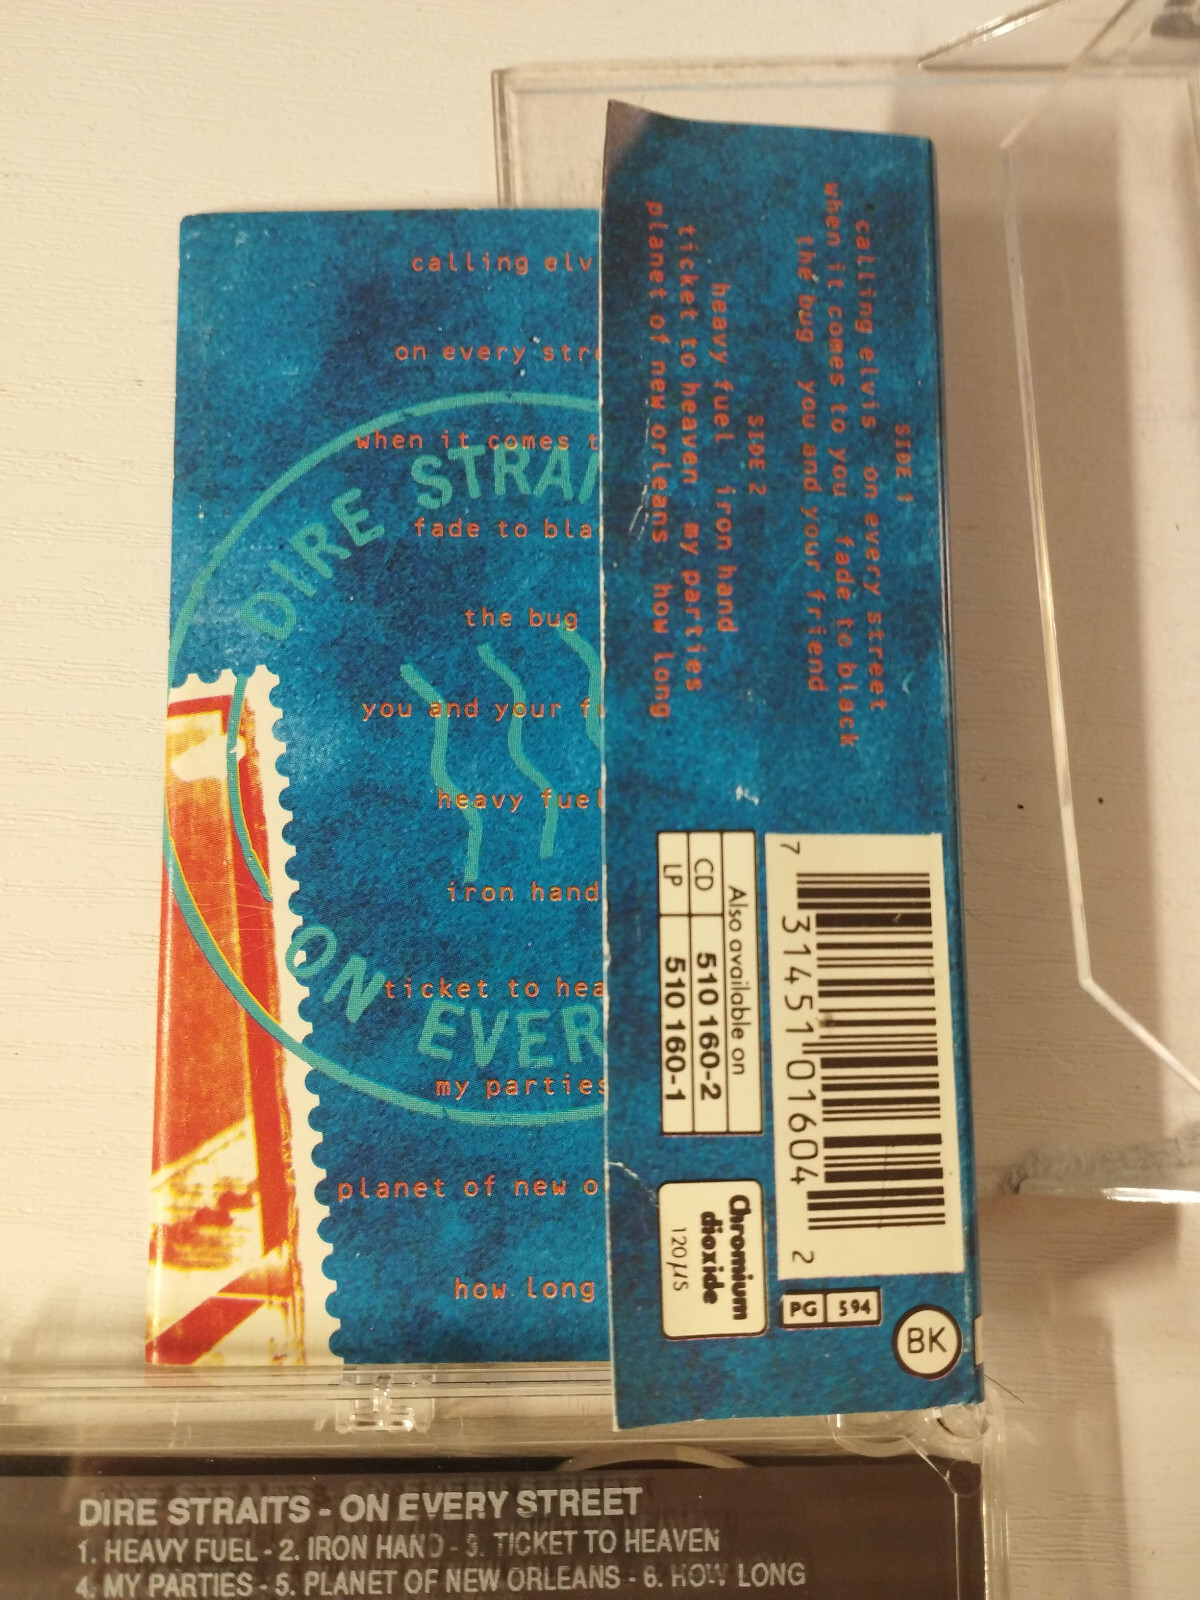 calling elv
on every stre
when it comes t
fade to bla
the bug
you and your f
heavy fuel
iron hand
ticket to hea
my parties
planet of new o
how long
DIRE STRAI
ON EVER
SIDE 1
calling elvis on every street
when it comes to you fade to black
the bug you and your friend
SIDE 2
heavy fuel iron hand
ticket to heaven my parties
planet of new orleans how long
7 31451 01604 2
Also available on
CD 510 160-2
LP 510 160-1
Chromium
dioxide
120 µs
PG 594
BK
DIRE STRAITS - ON EVERY STREET
1. HEAVY FUEL - 2. IRON HAND - 3. TICKET TO HEAVEN
4. MY PARTIES - 5. PLANET OF NEW ORLEANS - 6. HOW LONG